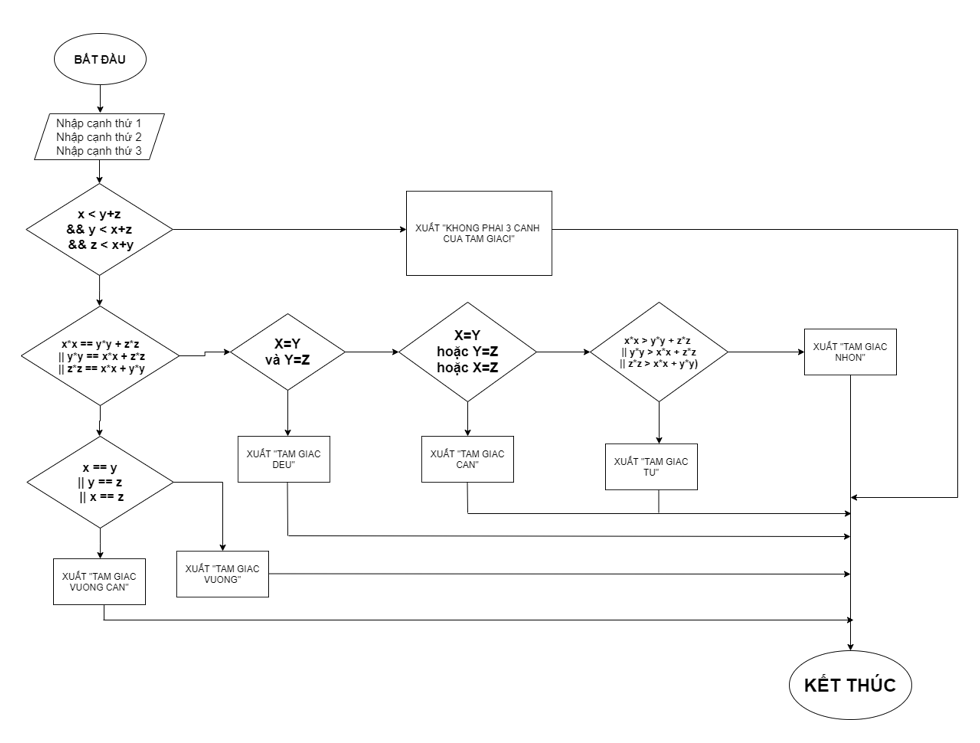 BẮT ĐẦU
Nhập cạnh thứ 1
Nhập cạnh thứ 2
Nhập cạnh thứ 3
x < y+z
&& y < x+z
&& z < x+y
XUẤT "KHONG PHAI 3 CANH
CUA TAM GIAC!"
x*x == y*y + z*z
|| y*y == x*x + z*z
|| z*z == x*x + y*y
X=Y
và Y=Z
X=Y
hoặc Y=Z
hoặc X=Z
x*x > y*y + z*z
|| y*y > x*x + z*z
|| z*z > x*x + y*y)
XUẤT "TAM GIAC
NHON"
XUẤT "TAM GIAC
DEU"
XUẤT "TAM GIAC
CAN"
XUẤT "TAM GIAC
TU"
x == y
|| y == z
|| x == z
XUẤT "TAM GIAC
VUONG CAN"
XUẤT "TAM GIAC
VUONG"
KẾT THÚC